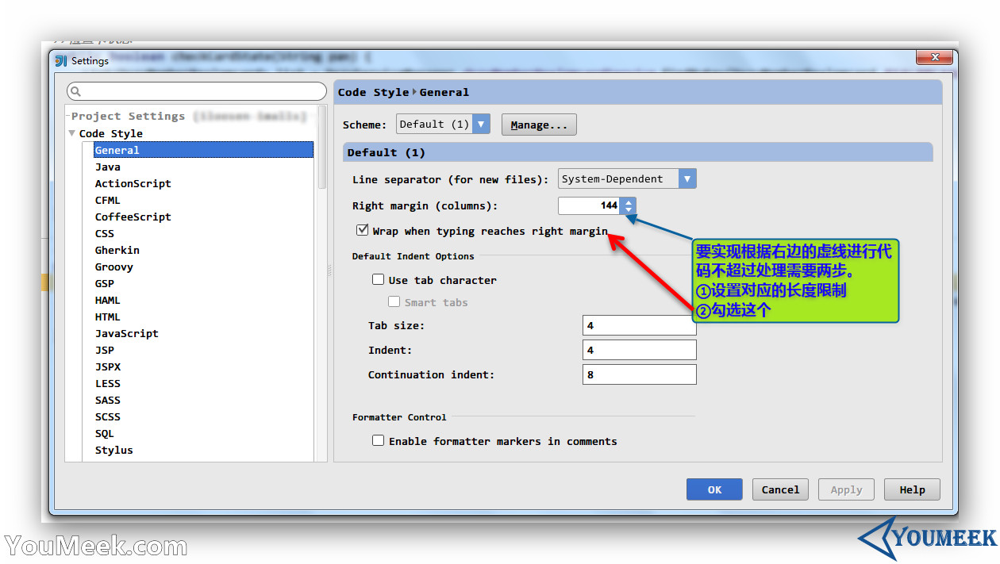 Settings
Code Style
General
Project Settings
Scheme:
Default (1)
Manage...
Code Style
Default (1)
General
Line separator (for new files):
System-Dependent
Java
ActionScript
CFML
Right margin (columns):
144
CoffeeScript
Wrap when typing reaches right margin
CSS
Gherkin
Default Indent Options
要实现根据右边的虚线进行代
码不超过处理需要两步。
①设置对应的长度限制
②勾选这个
Groovy
Use tab character
GSP
Smart tabs
HAML
HTML
Tab size:
4
JavaScript
JSP
Indent:
4
JSPX
Continuation indent:
8
LESS
SASS
SCSS
Formatter Control
SQL
Enable formatter markers in comments
Stylus
OK
Cancel
Apply
Help
YouMeek.com
YOUMEEK